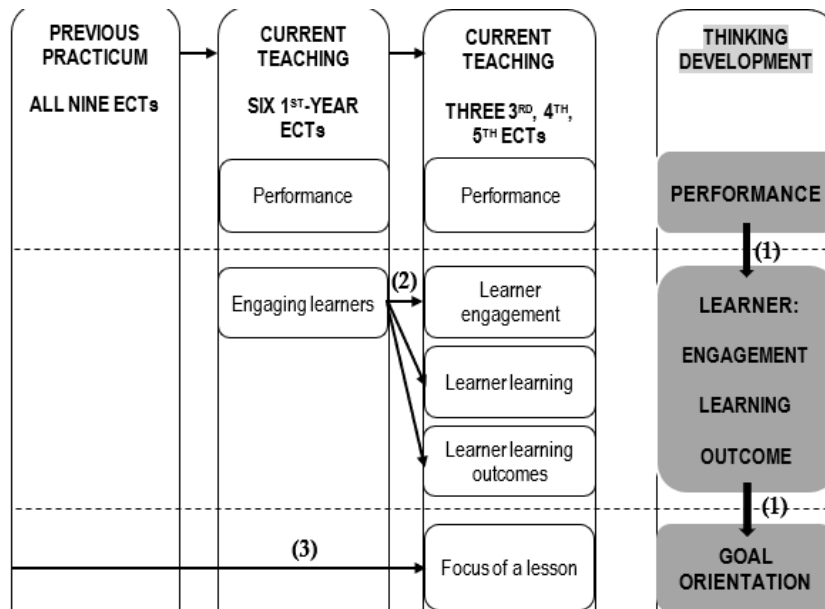 PREVIOUS
PRACTICUM
ALL NINE ECTs
CURRENT
TEACHING
SIX 1ST-YEAR
ECTs
CURRENT
TEACHING
THREE 3RD, 4TH,
5TH ECTs
THINKING
DEVELOPMENT
Performance
Performance
PERFORMANCE
(1)
Engaging learners
(2)
Learner
engagement
Learner learning
Learner learning
outcomes
LEARNER:
ENGAGEMENT
LEARNING
OUTCOME
(1)
(3)
Focus of a lesson
GOAL
ORIENTATION